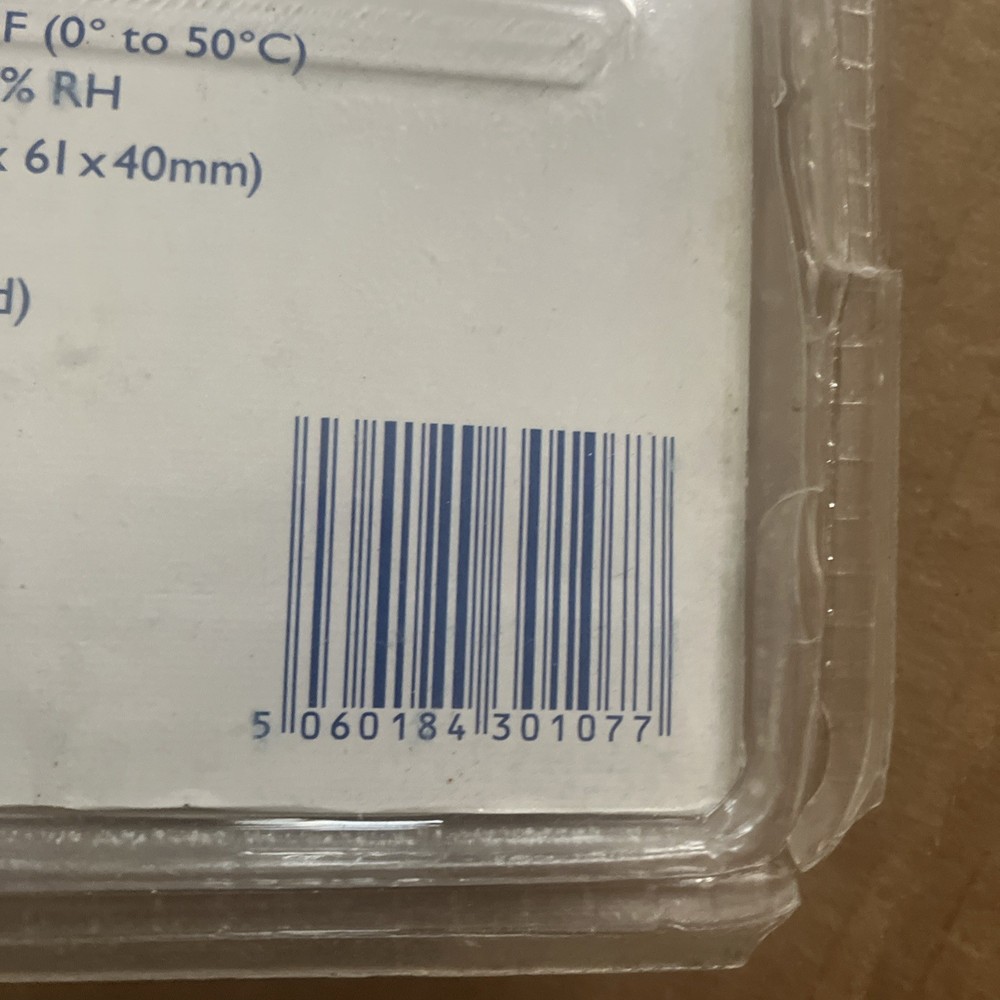 F (0° to 50°C)
% RH
x 61 x 40mm)
d)
5 060184 301077